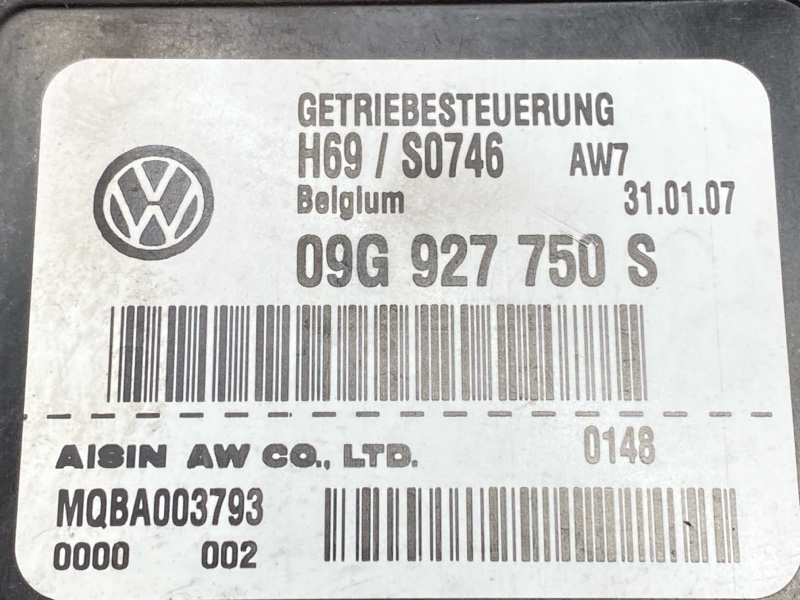 GETRIEBESTEUERUNG
H69 / S0746 AW7
Belgium 31.01.07
09G 927 750 S
AISIN AW CO., LTD. 0148
MQBA003793
0000 002